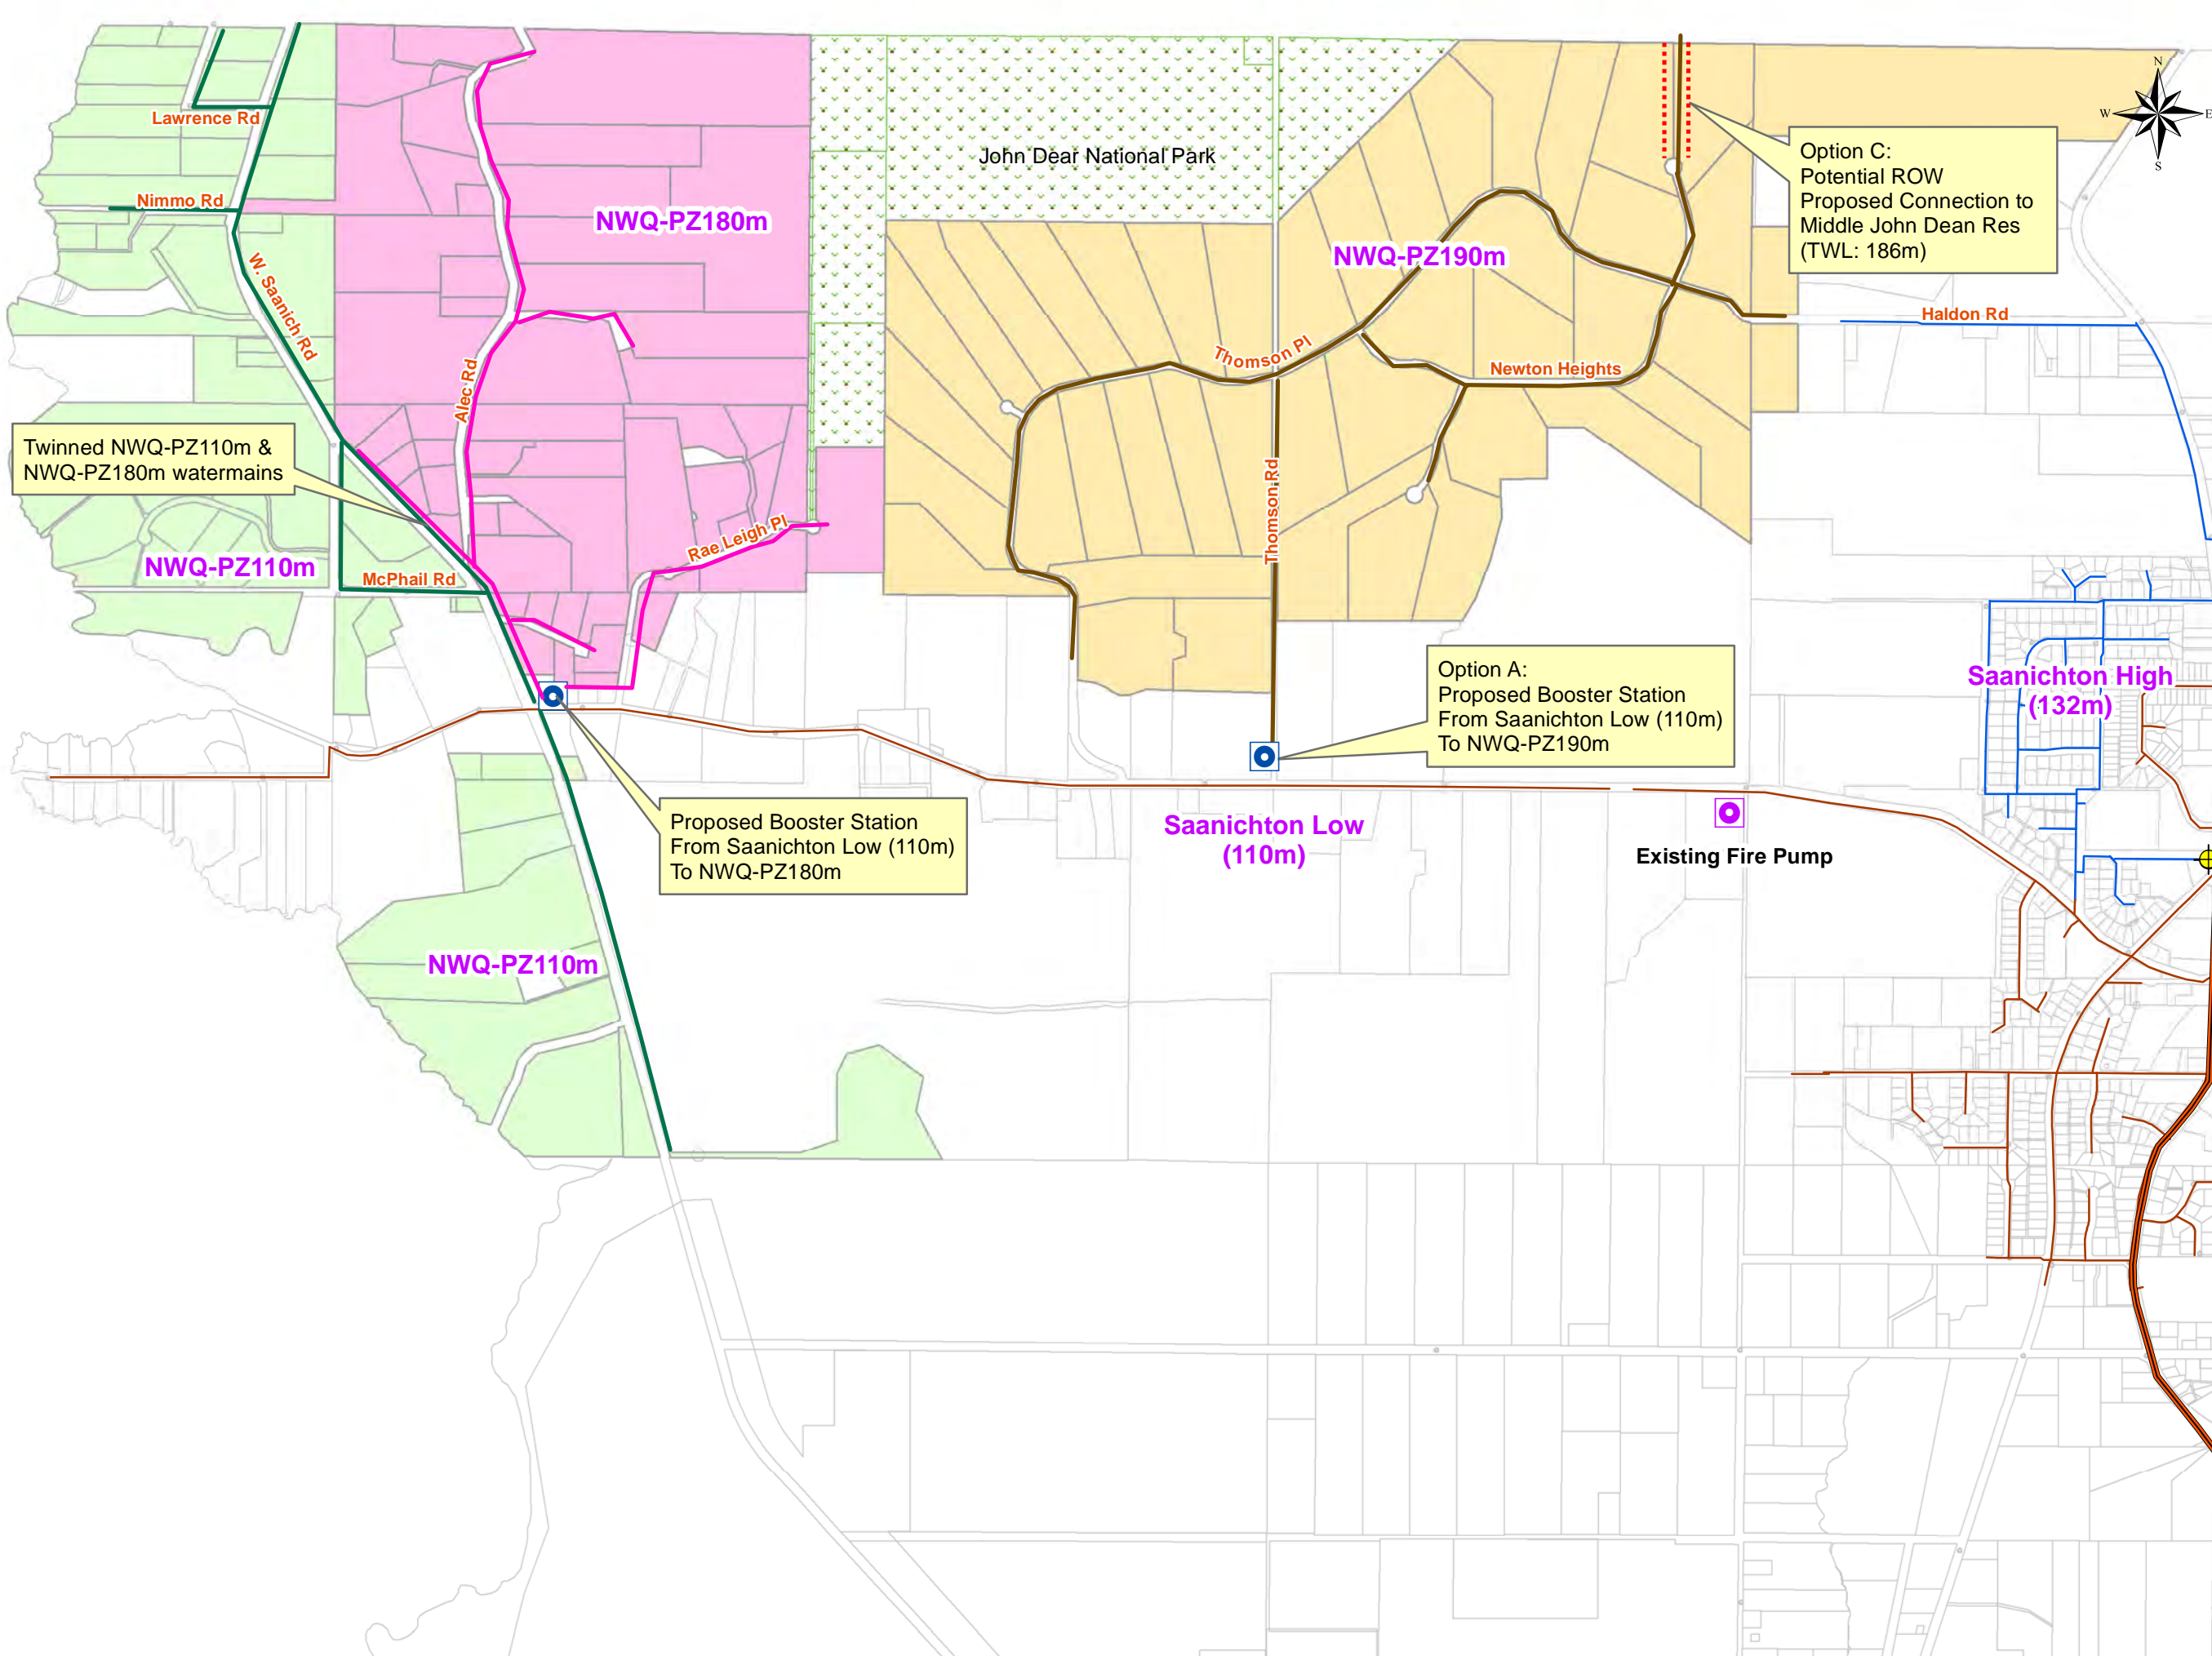 N
W
E
S
Lawrence Rd
John Dear National Park
Option C:
Potential ROW
Proposed Connection to
Middle John Dean Res
(TWL: 186m)
Nimmo Rd
NWQ-PZ180m
NWQ-PZ190m
W. Saanich Rd
Haldon Rd
Thomson Pl
Newton Heights
Alec Rd
Twinned NWQ-PZ110m &
NWQ-PZ180m watermains
Thomson Rd
Rae Leigh Pl
NWQ-PZ110m
McPhail Rd
Option A:
Proposed Booster Station
From Saanichton Low (110m)
To NWQ-PZ190m
Saanichton High
(132m)
Proposed Booster Station
From Saanichton Low (110m)
To NWQ-PZ180m
Saanichton Low
(110m)
Existing Fire Pump
NWQ-PZ110m